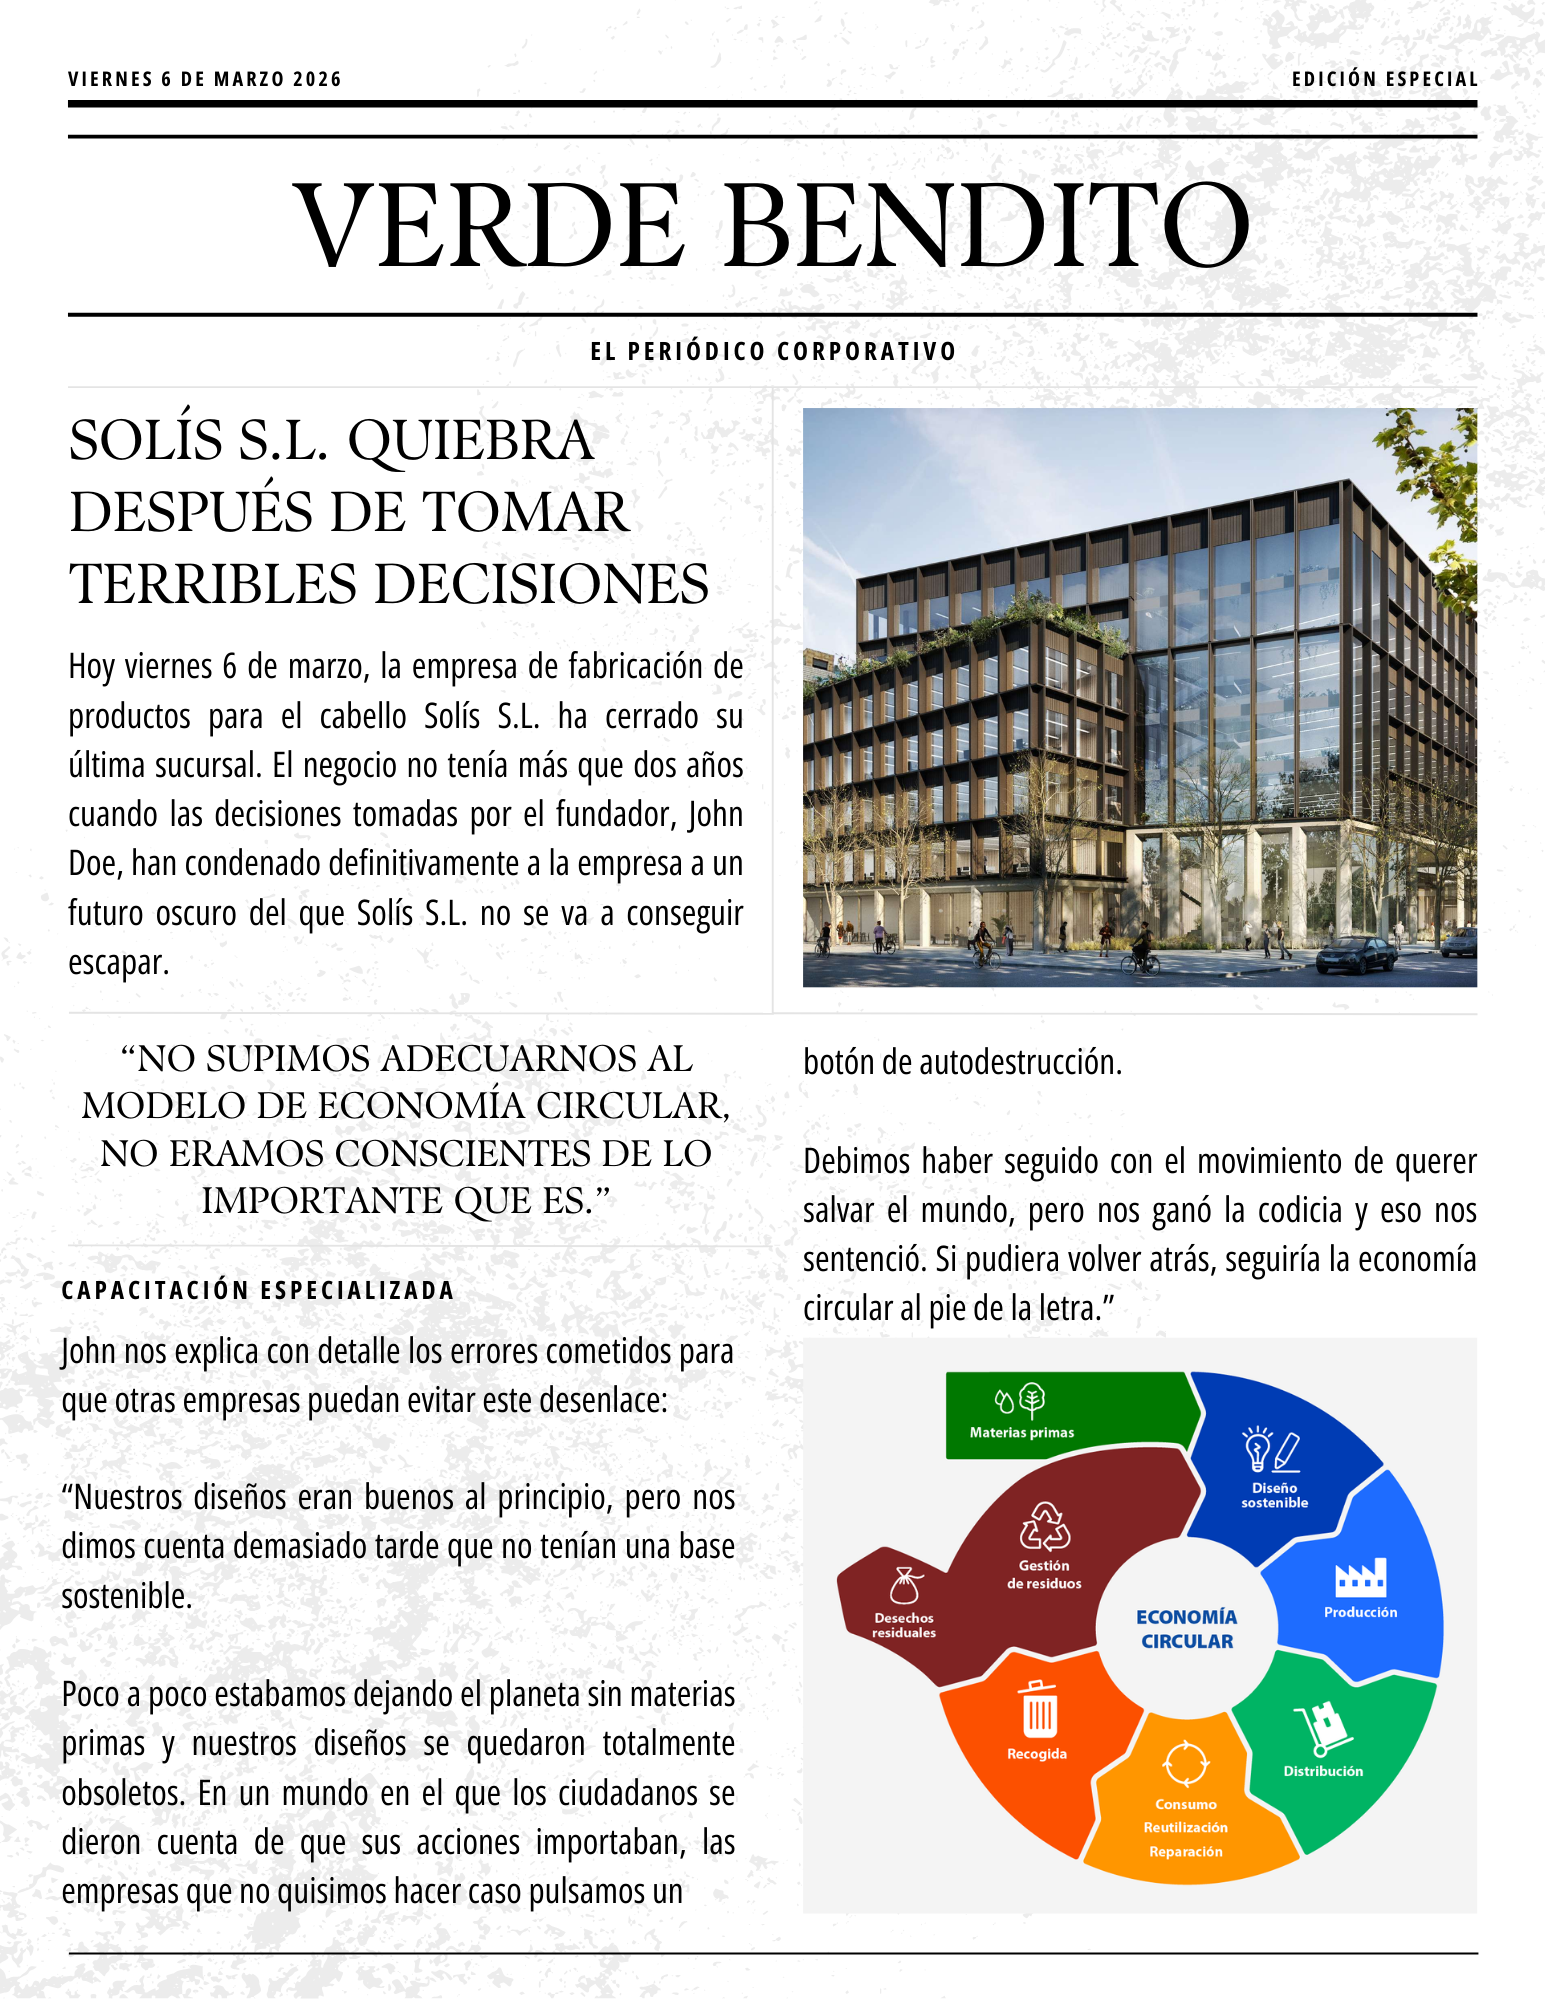 VIERNES 6 DE MARZO 2026
EDICIÓN ESPECIAL
VERDE BENDITO
EL PERIÓDICO CORPORATIVO
SOLÍS S.L. QUIEBRA
DESPUÉS DE TOMAR
TERRIBLES DECISIONES
Hoy viernes 6 de marzo, la empresa de fabricación de
productos para el cabello Solís S.L. ha cerrado su
última sucursal. El negocio no tenía más que dos años
cuando las decisiones tomadas por el fundador, John
Doe, han condenado definitivamente a la empresa a un
futuro oscuro del que Solís S.L. no se va a conseguir
escapar.
“NO SUPIMOS ADECUARNOS AL
MODELO DE ECONOMÍA CIRCULAR,
NO ERAMOS CONSCIENTES DE LO
IMPORTANTE QUE ES.”
CAPACITACIÓN ESPECIALIZADA
John nos explica con detalle los errores cometidos para
que otras empresas puedan evitar este desenlace:
“Nuestros diseños eran buenos al principio, pero nos
dimos cuenta demasiado tarde que no tenían una base
sostenible.
Poco a poco estabamos dejando el planeta sin materias
primas y nuestros diseños se quedaron totalmente
obsoletos. En un mundo en el que los ciudadanos se
dieron cuenta de que sus acciones importaban, las
empresas que no quisimos hacer caso pulsamos un
botón de autodestrucción.
Debimos haber seguido con el movimiento de querer
salvar el mundo, pero nos ganó la codicia y eso nos
sentenció. Si pudiera volver atrás, seguiría la economía
circular al pie de la letra.”
Materias primas
Diseño
sostenible
Producción
Distribución
Consumo
Reutilización
Reparación
Recogida
Gestión
de residuos
Desechos
residuales
ECONOMÍA
CIRCULAR